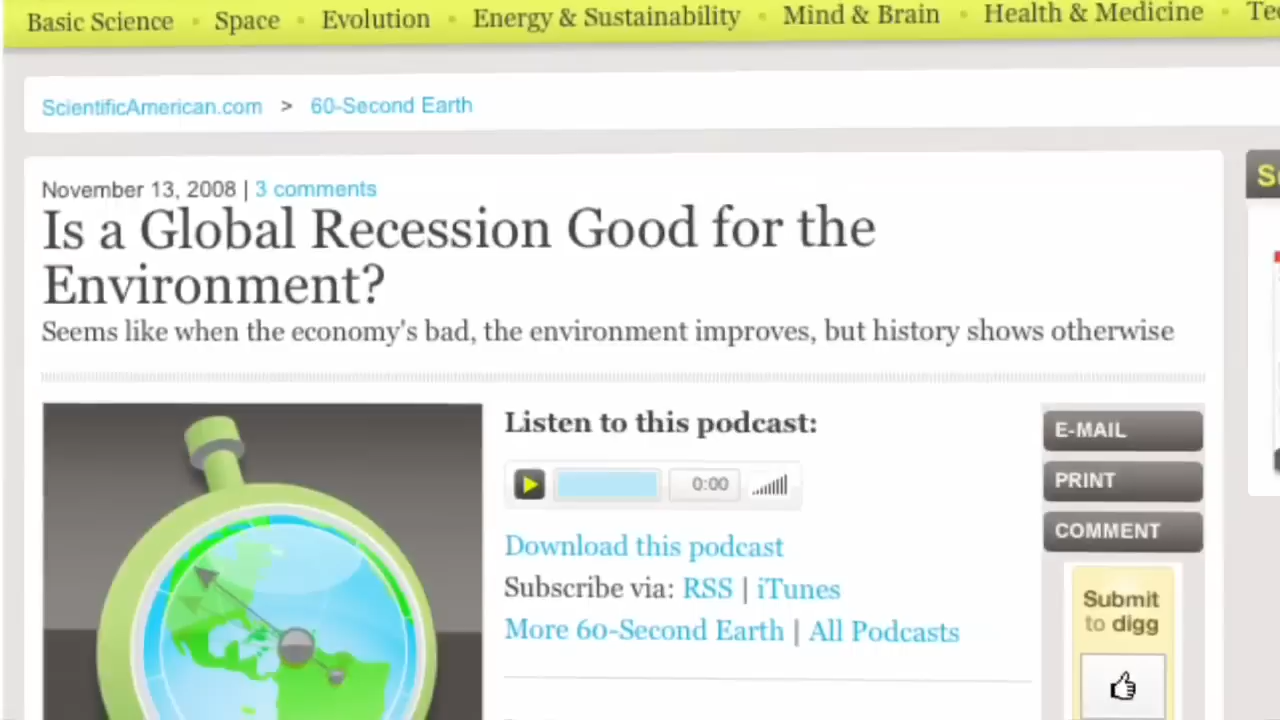 Basic Science • Space • Evolution • Energy & Sustainability • Mind & Brain • Health & Medicine •
ScientificAmerican.com > 60-Second Earth
November 13, 2008 | 3 comments
Is a Global Recession Good for the
Environment?
Seems like when the economy's bad, the environment improves, but history shows otherwise
Listen to this podcast:
0:00
Download this podcast
Subscribe via: RSS | iTunes
More 60-Second Earth | All Podcasts
E-MAIL
PRINT
COMMENT
Submit
to digg